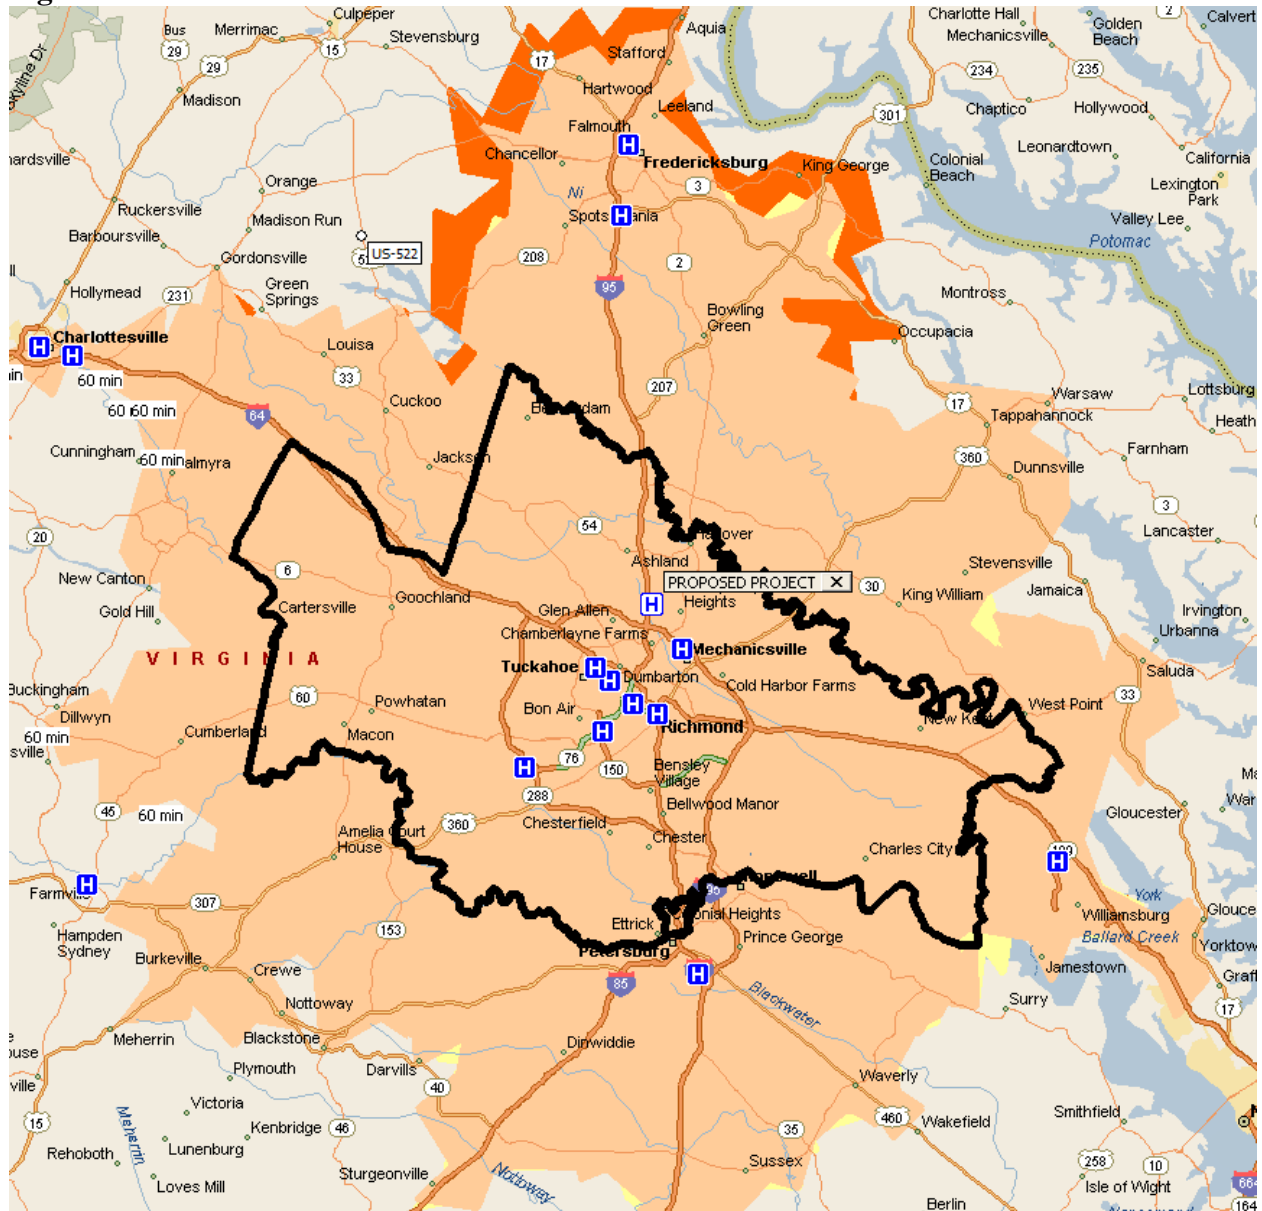 Culpeper
Bus
29
Merrimac
15
Stevensburg
29
Skyline Dr
Madison
17
Stafford
Aquia
Hartwood
Leeland
Falmouth
Chancellor
Fredericksburg
Ni
3
King George
Charlotte Hall
Mechanicsville
2
Golden
Beach
Calvert
234
235
Chaptico
Hollywood
301
Leonardtown
California
Colonial
Beach
Lexington
Park
Valley Lee
Potomac
Orange
Ruckersville
Madison Run
Barboursville
US-522
Gordonsville
208
2
95
Hollymead
231
Green
Springs
Bowling
Green
Montross
Occupacia
Charlottesville
Louisa
33
60 min
Cuckoo
207
17
Warsaw
Lottsburg
Tappahannock
64
60 min
Cunningham
60 min
Farnham
360
Dunnsville
3
20
54
Ashland
Lancaster
6
Stevensville
New Canton
PROPOSED PROJECT
30
Jamaica
Gold Hill
Cartersville
Goochland
Glen Allen
Heights
King William
Irvington
Chamberlayne Farms
Urbanna
VIRGINIA
Mechanicsville
Tuckahoe
Dumbarton
Cold Harbor Farms
Saluda
Buckingham
60
Powhatan
33
Dillwyn
Bon Air
Richmond
West Point
60 min
Cumberland
Macon
76
150
Bensley
Village
288
Bellwood Manor
Gloucester
45
60 min
360
Chesterfield
Chester
Amelia Court
House
Charles City
Farmville
307
York
Williamsburg
153
Ettrick
Colonial Heights
Ballard Creek
Hampden
Sydney
Petersburg
Prince George
Burkeville
Crewe
Jamestown
85
Nottoway
Blackwater
Surry
17
Meherrin
Blackstone
Dinwiddie
Plymouth
Darvills
Waverly
40
Victoria
460
Wakefield
Smithfield
15
Meherrin
Kenbridge
46
35
Rehoboth
Lunenburg
Sussex
258
10
Loves Mill
Sturgeonville
Nottoway
Isle of Wight
Berlin
664
164